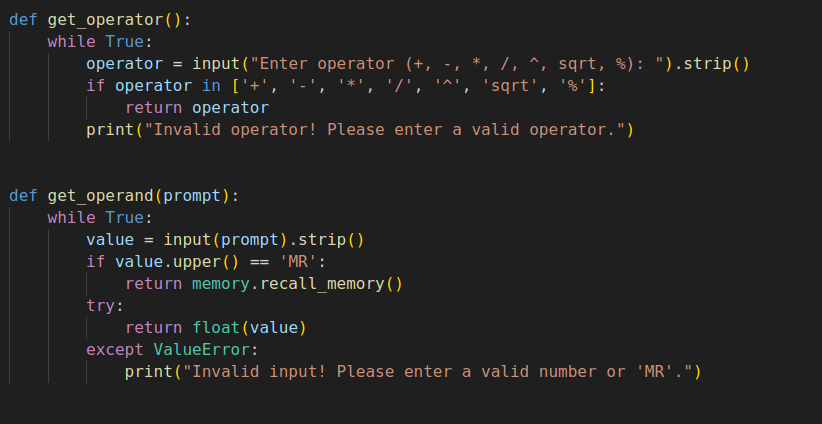 def get_operator():
    while True:
        operator = input("Enter operator (+, -, *, /, ^, sqrt, %): ").strip()
        if operator in ['+', '-', '*', '/', '^', 'sqrt', '%']:
            return operator
        print("Invalid operator! Please enter a valid operator.")
def get_operand(prompt):
    while True:
        value = input(prompt).strip()
        if value.upper() == 'MR':
            return memory.recall_memory()
        try:
            return float(value)
        except ValueError:
            print("Invalid input! Please enter a valid number or 'MR'.")